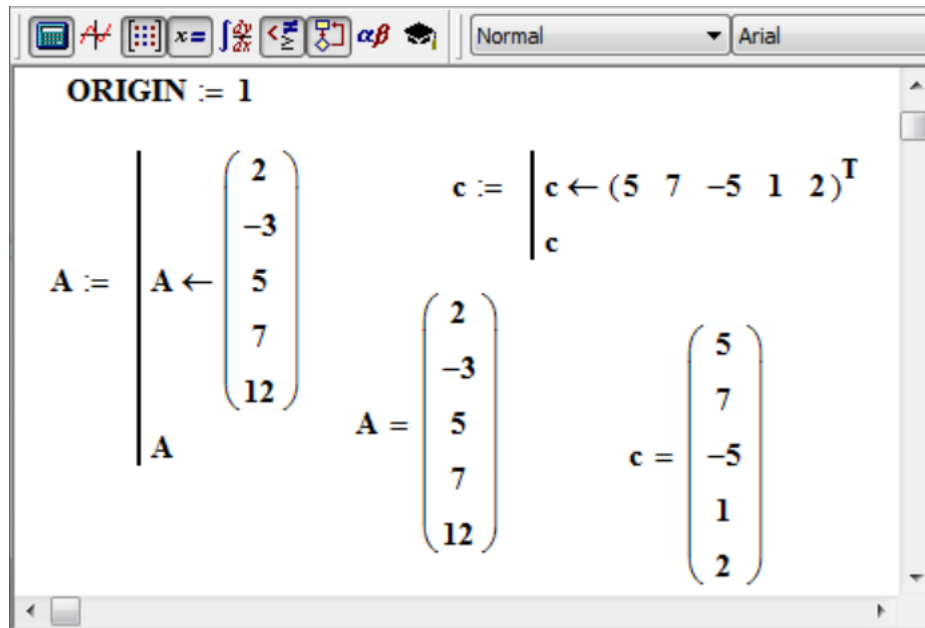 Normal Arial
ORIGIN := 1
A := | A ← ( 2 −3 5 7 12 )
| A
c := | c ← (5 7 −5 1 2)^T
| c
A = ( 2 −3 5 7 12 )
c = ( 5 7 −5 1 2 )